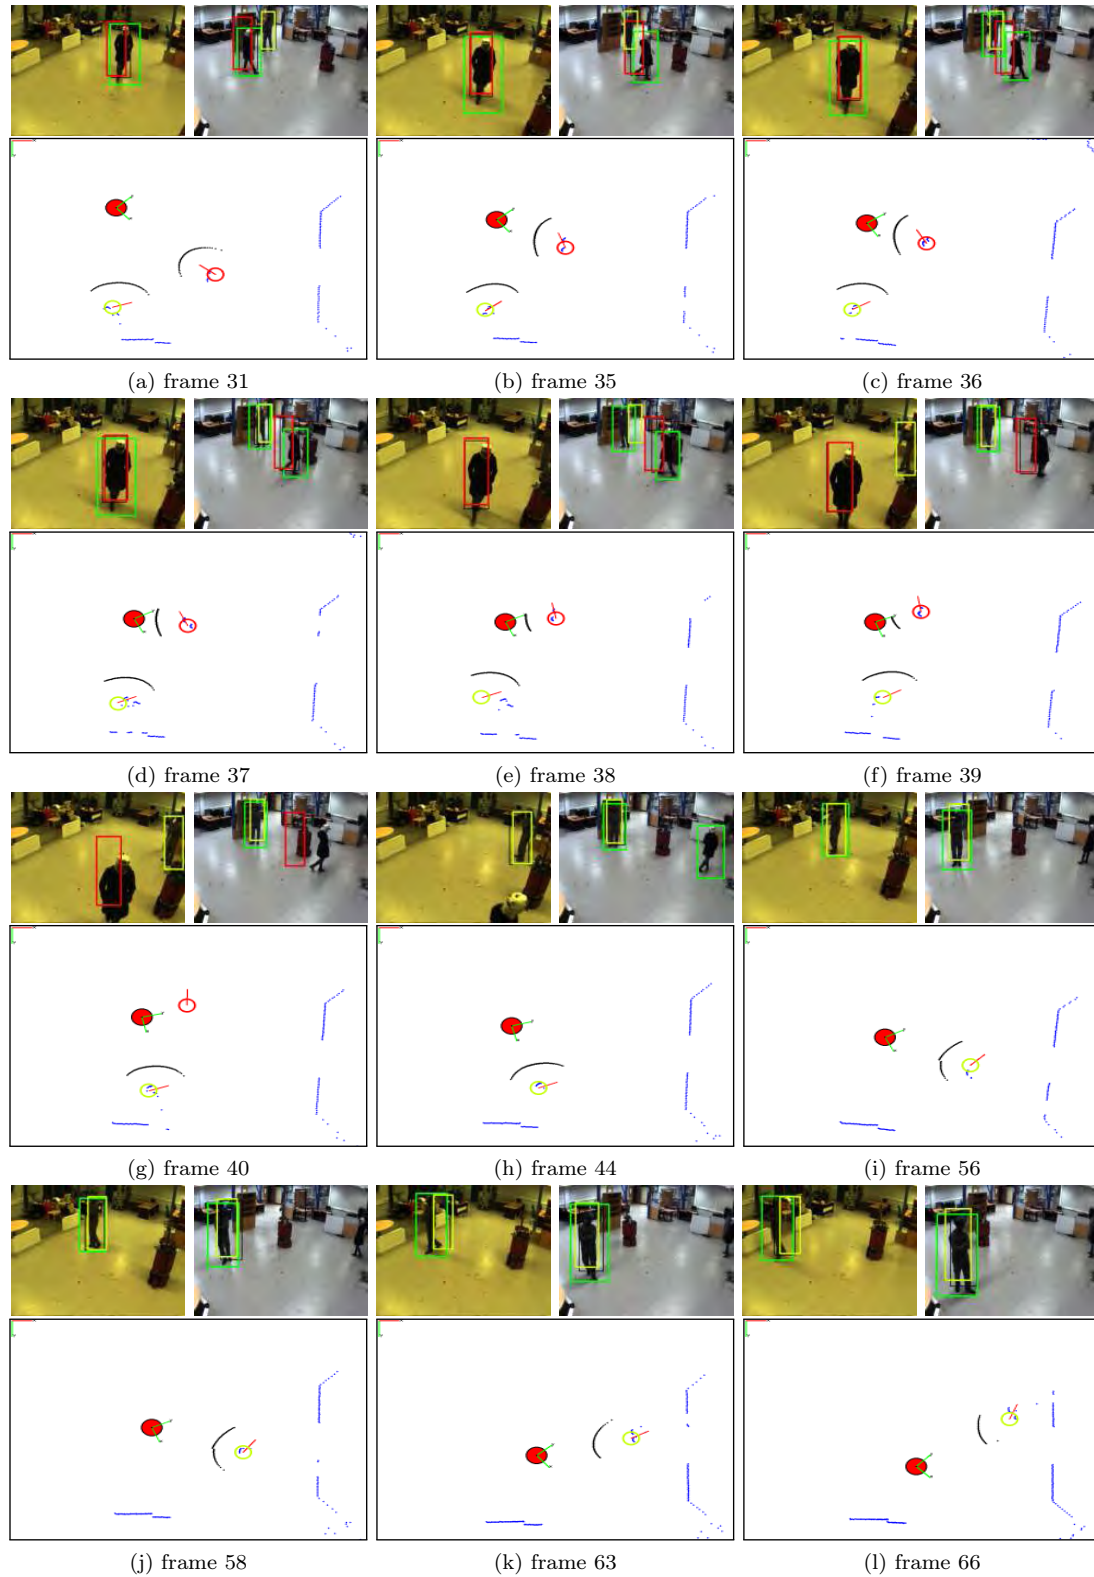 (a) frame 31
(b) frame 35
(c) frame 36
(d) frame 37
(e) frame 38
(f) frame 39
(g) frame 40
(h) frame 44
(i) frame 56
(j) frame 58
(k) frame 63
(l) frame 66